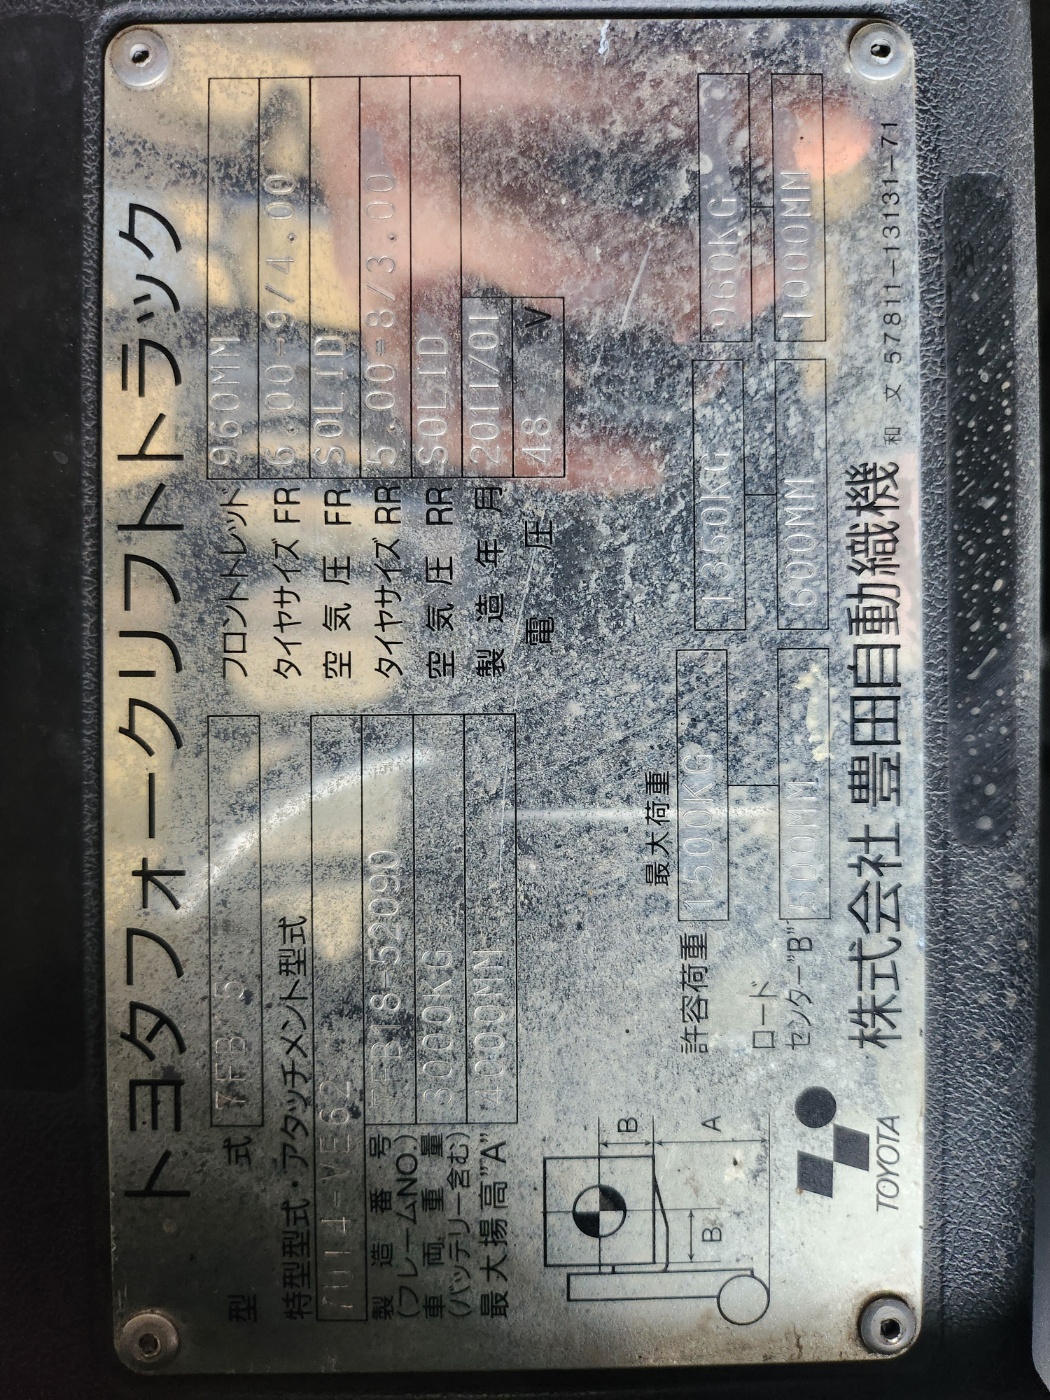 トヨタフォークリフトトラック
型式 7FB15
特型型式・アタッチメント型式
製造番号 (フレームNO.) 7FB18-52090
車両重量 (バッテリー含む) 3000KG
最大揚高"A" 4000MM
フロントトレット 960MM
タイヤサイズ FR 6.00-9/4.00
空気圧 FR SOLID
タイヤサイズ RR 5.00-8/3.00
空気圧 RR SOLID
製造年月 2011/01
電圧 48 V
最大荷重
許容荷重 1500KG 1350KG 960KG
ロードセンター"B" 500MM 600MM 1000MM
B
A
B
TOYOTA
株式会社 豊田自動織機
和文 57811-13131-71